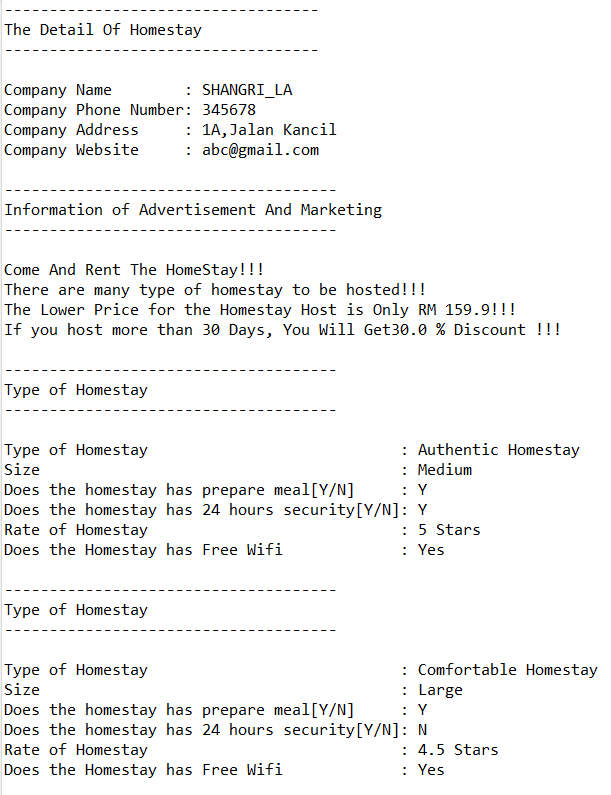 -----------------------------------
The Detail Of Homestay
-----------------------------------
Company Name        : SHANGRI_LA
Company Phone Number: 345678
Company Address     : 1A,Jalan Kancil
Company Website     : abc@gmail.com
-------------------------------------
Information of Advertisement And Marketing
-------------------------------------
Come And Rent The HomeStay!!!
There are many type of homestay to be hosted!!!
The Lower Price for the Homestay Host is Only RM 159.9!!!
If you host more than 30 Days, You Will Get30.0 % Discount !!!
-------------------------------------
Type of Homestay
-------------------------------------
Type of Homestay                            : Authentic Homestay
Size                                        : Medium
Does the homestay has prepare meal[Y/N]     : Y
Does the homestay has 24 hours security[Y/N]: Y
Rate of Homestay                            : 5 Stars
Does the Homestay has Free Wifi             : Yes
-------------------------------------
Type of Homestay
-------------------------------------
Type of Homestay                            : Comfortable Homestay
Size                                        : Large
Does the homestay has prepare meal[Y/N]     : Y
Does the homestay has 24 hours security[Y/N]: N
Rate of Homestay                            : 4.5 Stars
Does the Homestay has Free Wifi             : Yes